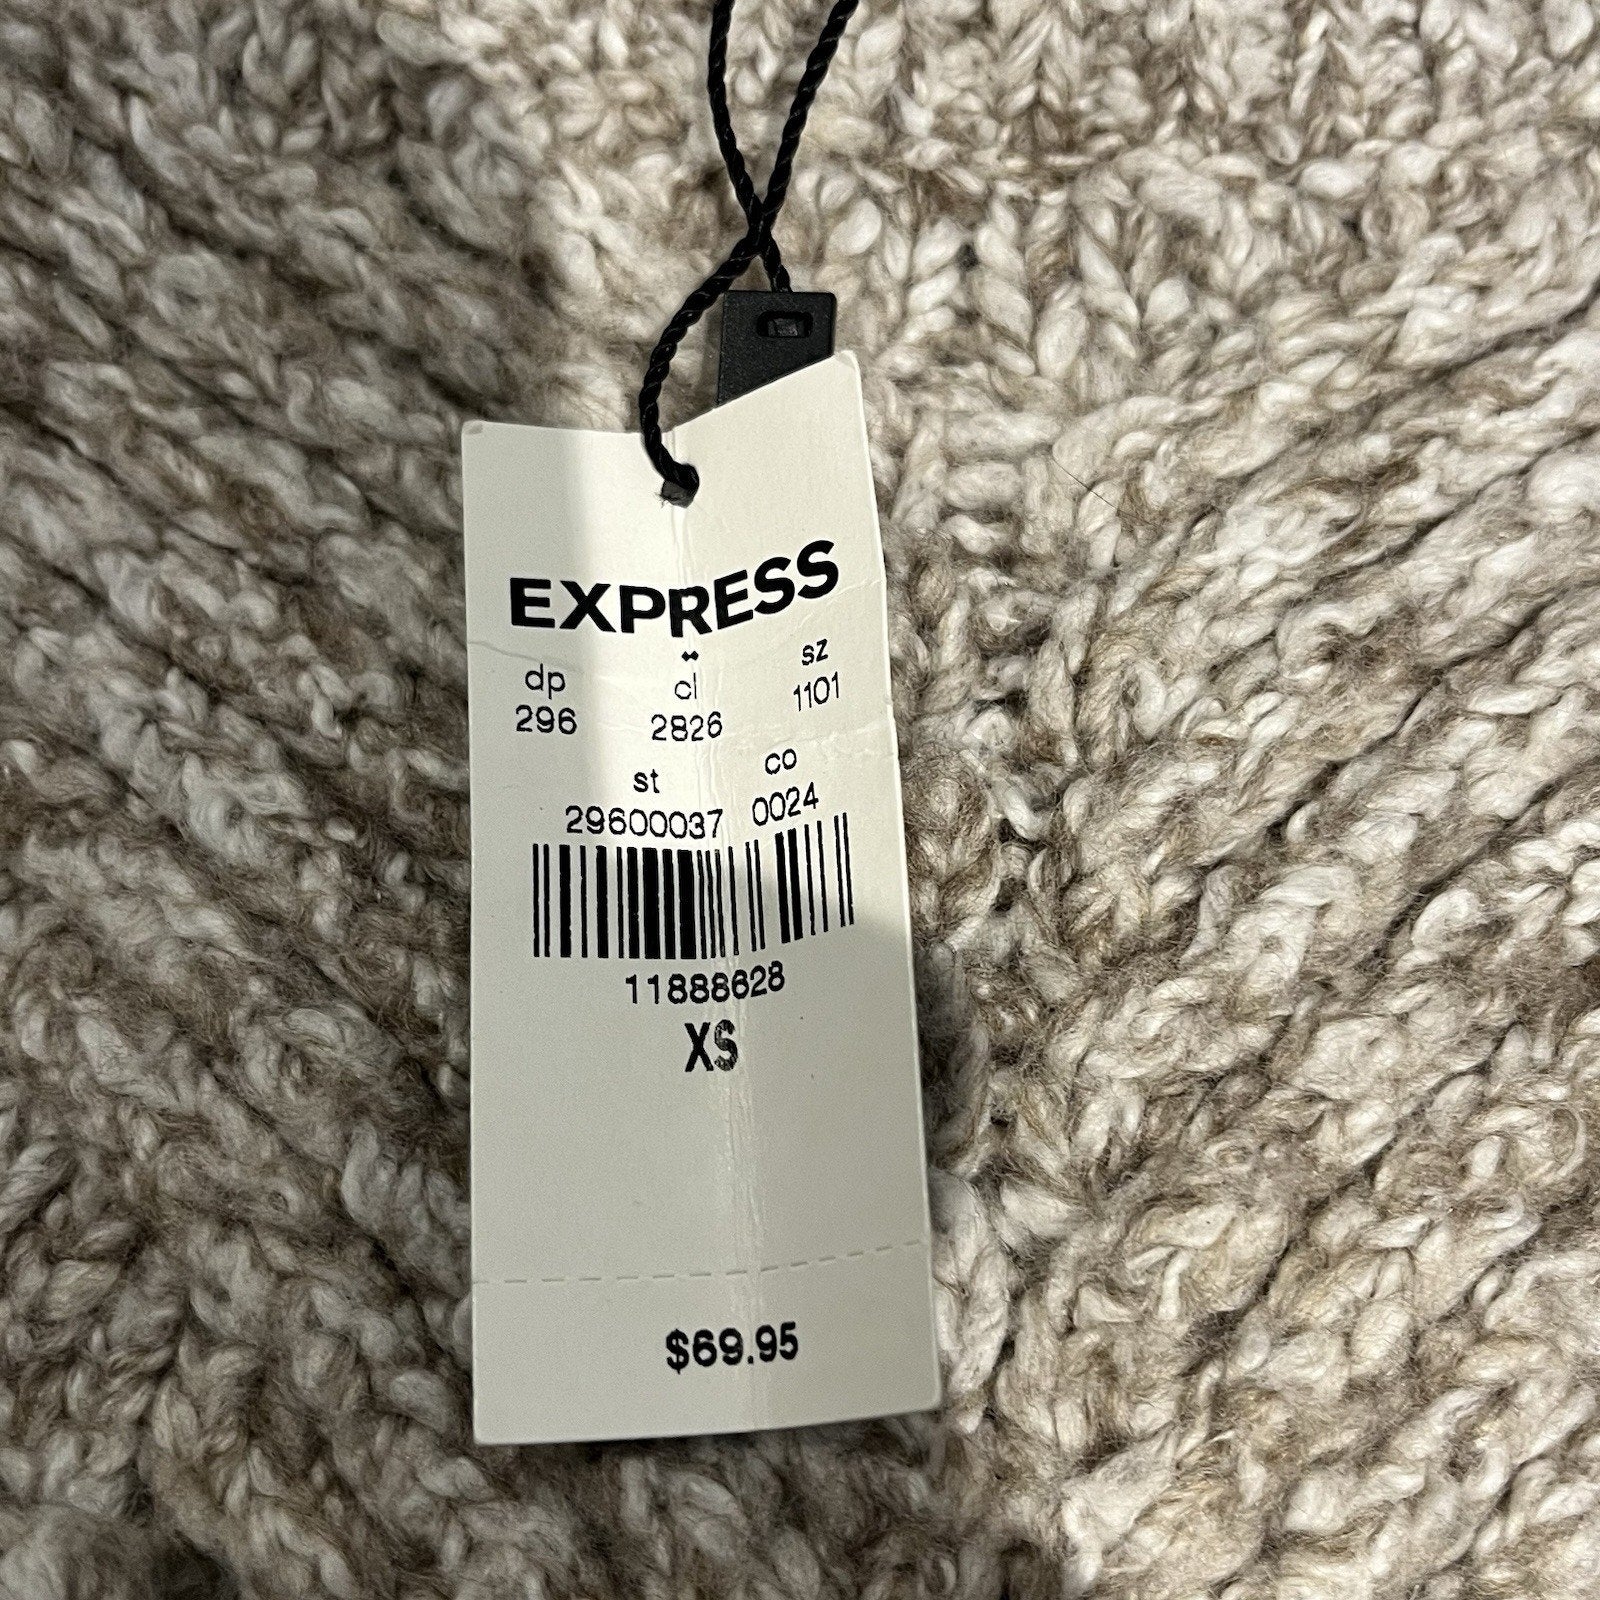 EXPRESS
dp cl sz
296 2826 1101
st co
29600037 0024
11888628
XS
$69.95